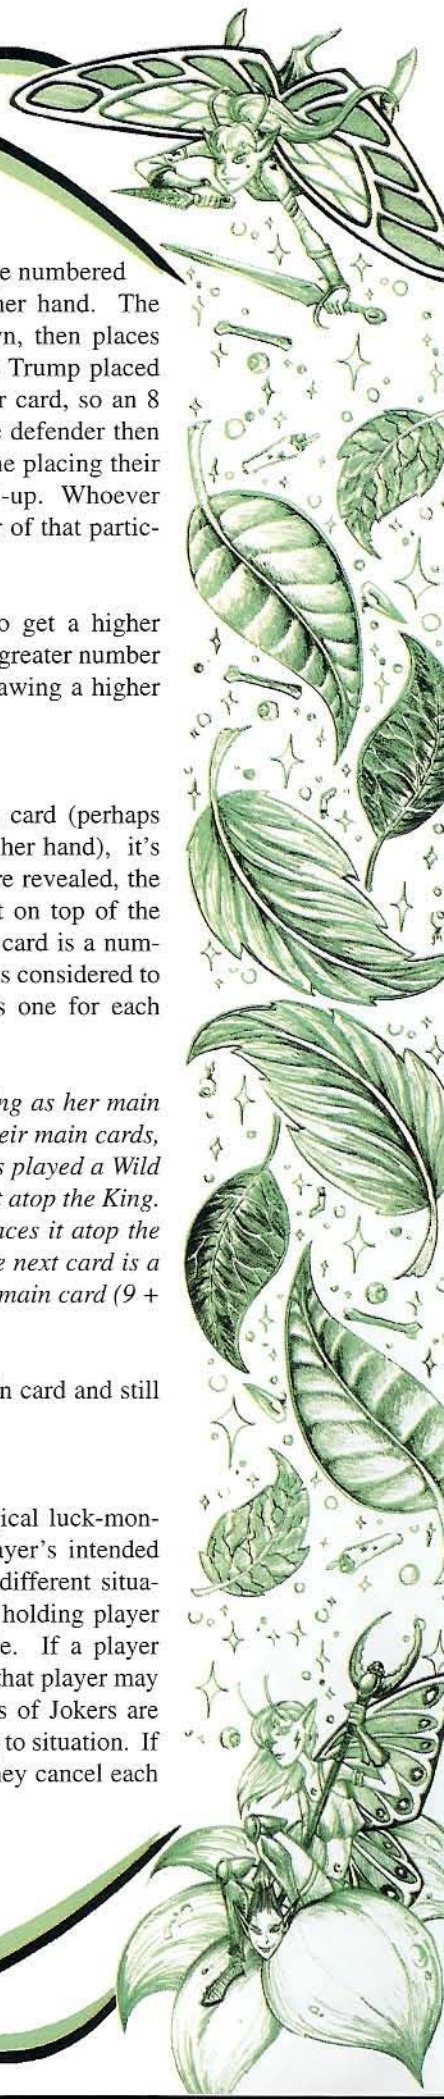 e numbered
her hand. The
vn, then places
Trump placed
r card, so an 8
e defender then
ne placing their
-up. Whoever
r of that partic-
o get a higher
greater number
awing a higher
card (perhaps
her hand), it's
re revealed, the
t on top of the
card is a num-
s considered to
s one for each
ng as her main
eir main cards,
s played a Wild
t atop the King.
nces it atop the
e next card is a
main card (9 +
n card and still
ical luck-mon-
ayer's intended
different situa-
holding player
e. If a player
that player may
s of Jokers are
to situation. If
hey cancel each